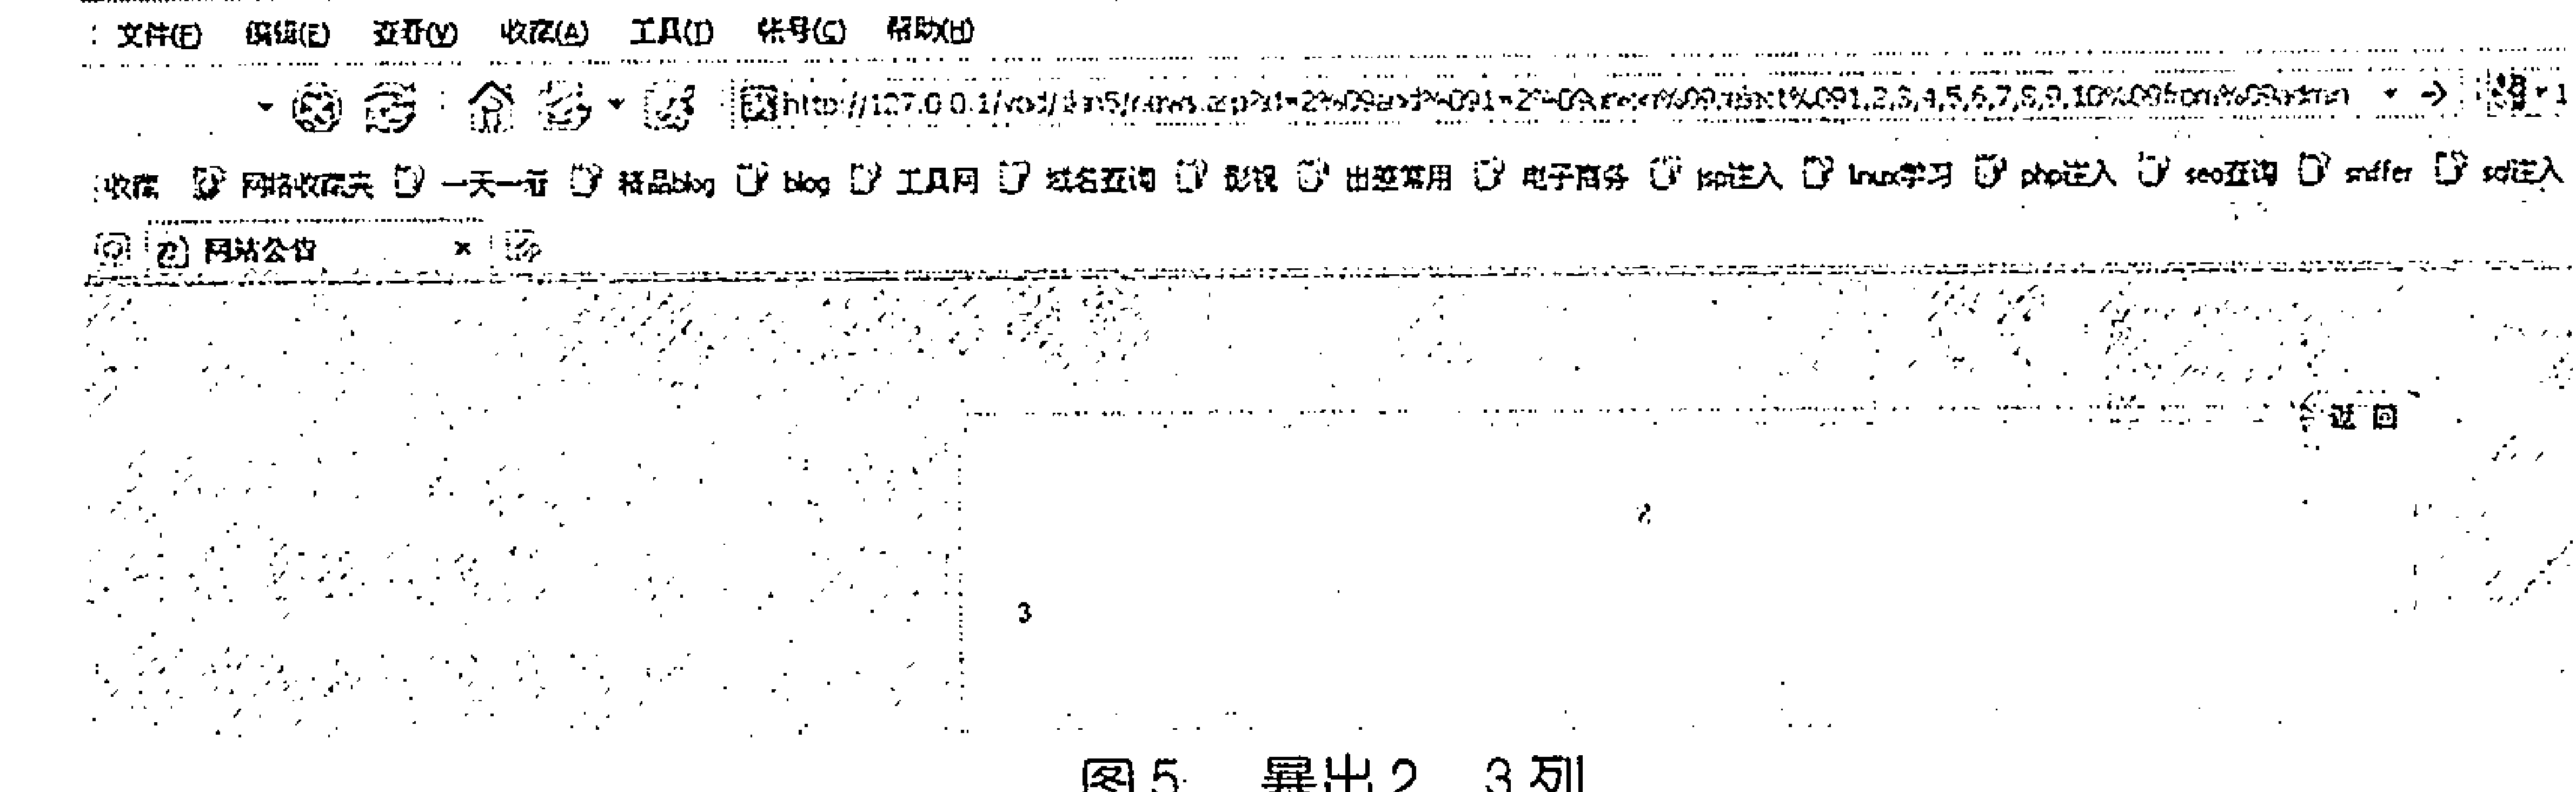 文件(F) 编辑(E) 查看(V) 收藏(A) 工具(T) 帐号(C) 帮助(H)
收藏 网络收藏夹 一天一站 精品blog blog 工具网 域名查询 影视 出空常用 电子商务 jsp注入 linux学习 php注入 seo查询 sniffer sql注入
网站公告
返 回
2
3
图5 暴出2 3列